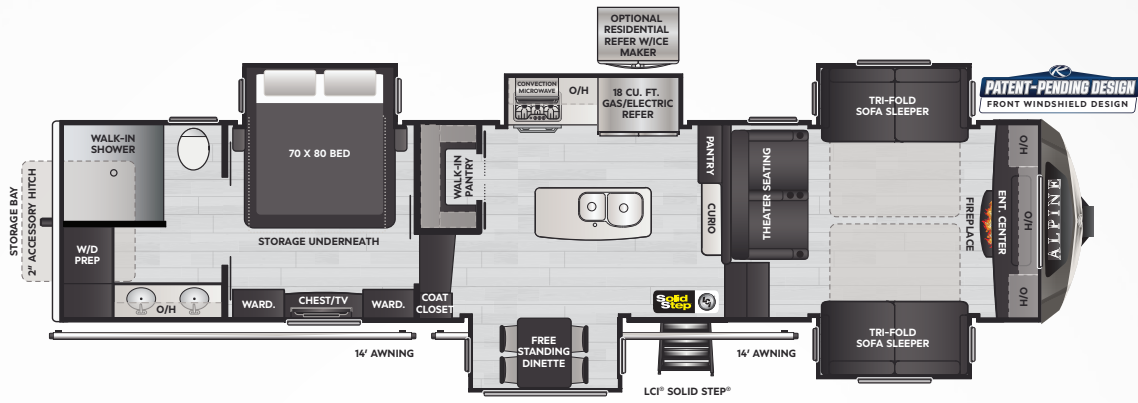 OPTIONAL
RESIDENTIAL
REFER W/ICE
MAKER
CONVECTION
MICROWAVE
O/H
18 CU. FT.
GAS/ELECTRIC
REFER
TRI-FOLD
SOFA SLEEPER
PATENT-PENDING DESIGN
FRONT WINDSHIELD DESIGN
WALK-IN
SHOWER
70 X 80 BED
WALK-IN
PANTRY
PANTRY
CURIO
THEATER SEATING
FIREPLACE
ENT. CENTER
O/H
O/H
O/H
ALPINE
STORAGE BAY
2" ACCESSORY HITCH
STORAGE UNDERNEATH
W/D
PREP
O/H
WARD.
CHEST/TV
WARD.
COAT
CLOSET
Solid
Step
LCI
FREE
STANDING
DINETTE
TRI-FOLD
SOFA SLEEPER
14' AWNING
14' AWNING
LCI® SOLID STEP®